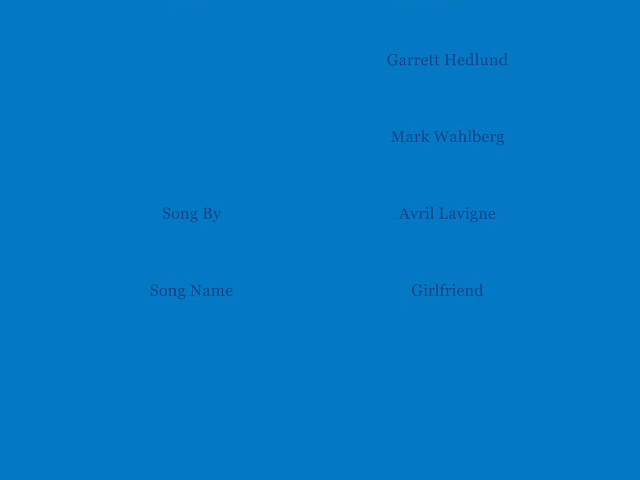 Garrett Hedlund
Mark Wahlberg
Song By Avril Lavigne
Song Name Girlfriend